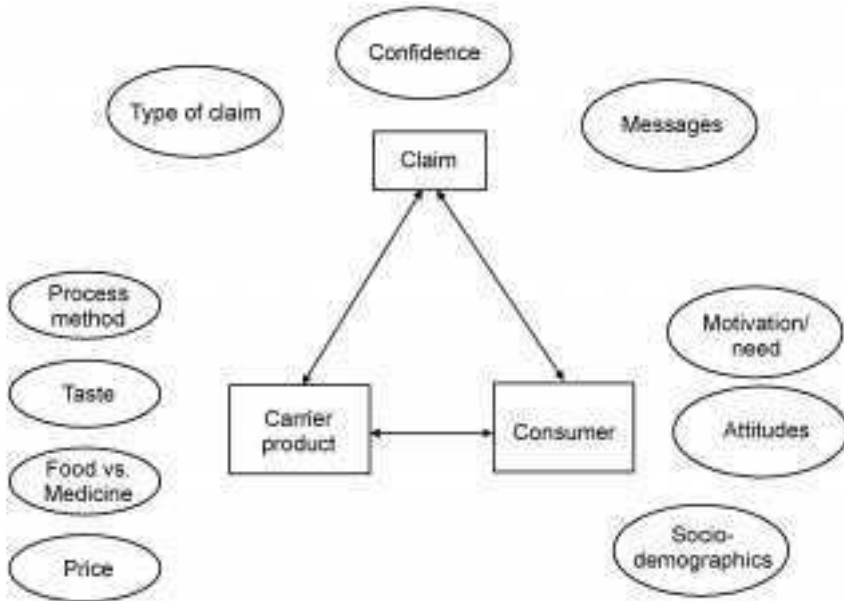 Confidence
Type of claim
Messages
Claim
Process
method
Motivation/
need
Taste
Carrier
product
Consumer
Attitudes
Food vs.
Medicine
Price
Socio-
demographics